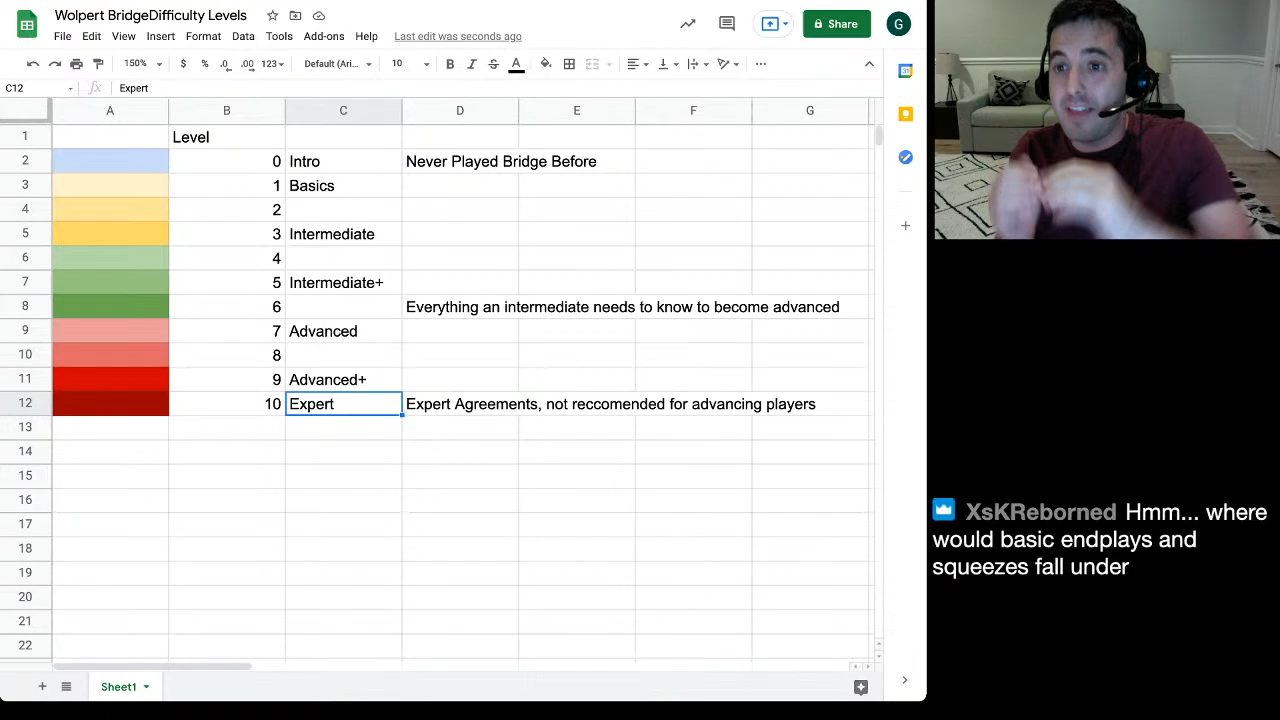 Wolpert BridgeDifficulty Levels
File Edit View Insert Format Data Tools Add-ons Help Last edit was seconds ago
Share
G
150% $ % .0 .00 123 Default (Ari... 10 B I S A
C12 fx Expert
A B C D E F G
1 Level
2 0 Intro Never Played Bridge Before
3 1 Basics
4 2
5 3 Intermediate
6 4
7 5 Intermediate+
8 6 Everything an intermediate needs to know to become advanced
9 7 Advanced
10 8
11 9 Advanced+
12 10 Expert Expert Agreements, not reccomended for advancing players
13
14
15
16
17
18
19
20
21
22
Sheet1
31
XsKReborned Hmm... where
would basic endplays and
squeezes fall under